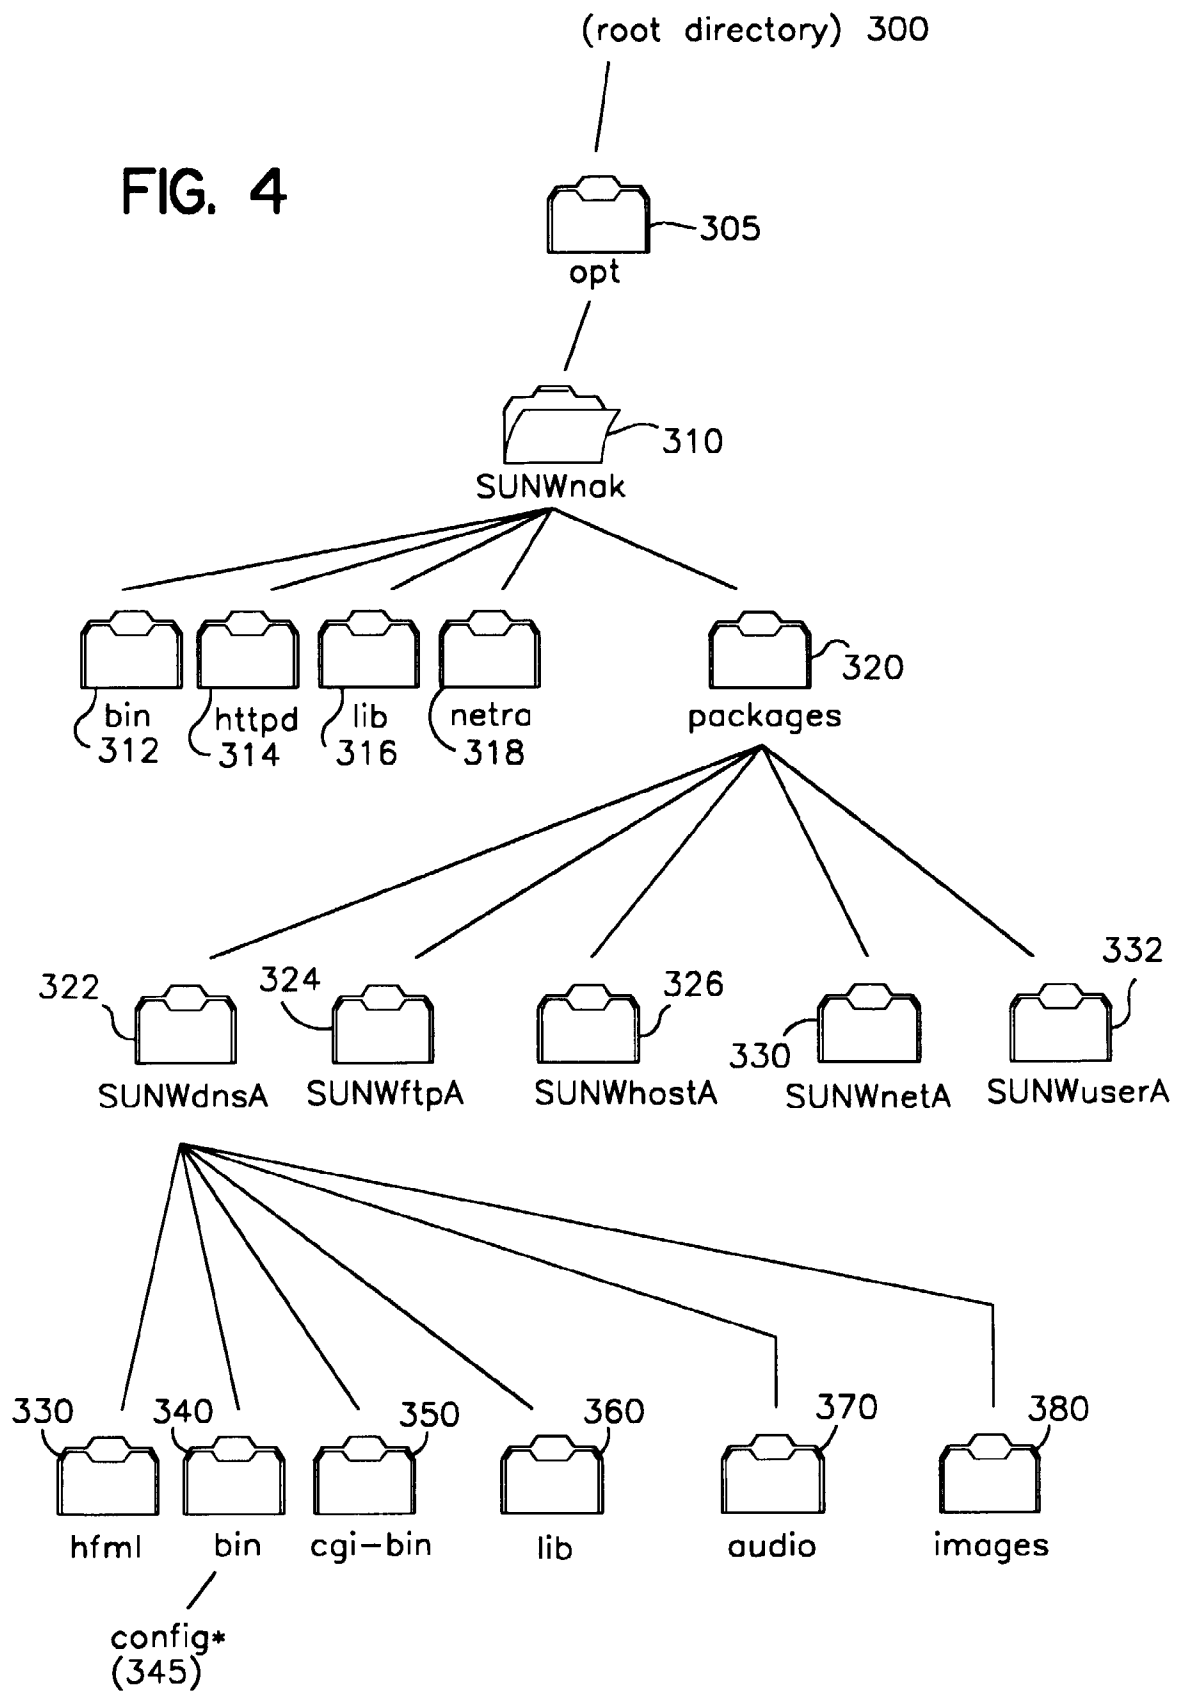 (root directory) 300
FIG. 4
305
opt
310
SUNWnak
320
bin
httpd
lib
netra
packages
312
314
316
318
332
322
324
326
330
SUNWdnsA
SUNWftpA
SUNWhostA
SUNWnetA
SUNWuserA
330
340
350
360
370
380
hfml
bin
cgi-bin
lib
audio
images
config*
(345)